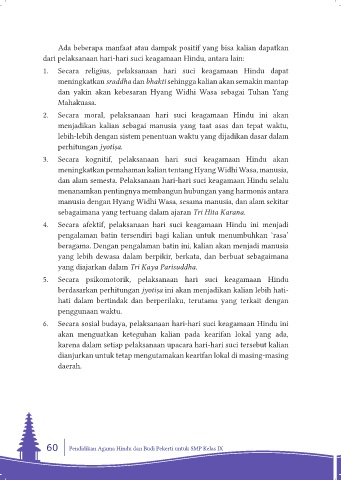 Ada beberapa manfaat atau dampak positif yang bisa kalian dapatkan
dari pelaksanaan hari-hari suci keagamaan Hindu, antara lain:
1. Secara religius, pelaksanaan hari suci keagamaan Hindu dapat
meningkatkan sraddha dan bhakti sehingga kalian akan semakin mantap
dan yakin akan kebesaran Hyang Widhi Wasa sebagai Tuhan Yang
Mahakuasa.
2. Secara moral, pelaksanaan hari suci keagamaan Hindu ini akan
menjadikan kalian sebagai manusia yang taat asas dan tepat waktu,
lebih-lebih dengan sistem penentuan waktu yang dijadikan dasar dalam
perhitungan jyotiṣa.
3. Secara kognitif, pelaksanaan hari suci keagamaan Hindu akan
meningkatkan pemahaman kalian tentang Hyang Widhi Wasa, manusia,
dan alam semesta. Pelaksanaan hari-hari suci keagamaan Hindu selalu
menanamkan pentingnya membangun hubungan yang harmonis antara
manusia dengan Hyang Widhi Wasa, sesama manusia, dan alam sekitar
sebagaimana yang tertuang dalam ajaran Tri Hita Karana.
4. Secara afektif, pelaksanaan hari suci keagamaan Hindu ini menjadi
pengalaman batin tersendiri bagi kalian untuk menumbuhkan 'rasa'
beragama. Dengan pengalaman batin ini, kalian akan menjadi manusia
yang lebih dewasa dalam berpikir, berkata, dan berbuat sebagaimana
yang diajarkan dalam Tri Kaya Parisuddha.
5. Secara psikomotorik, pelaksanaan hari suci keagamaan Hindu
berdasarkan perhitungan jyotiṣa ini akan menjadikan kalian lebih hati-
hati dalam bertindak dan berperilaku, terutama yang terkait dengan
penggunaan waktu.
6. Secara sosial budaya, pelaksanaan hari-hari suci keagamaan Hindu ini
akan menguatkan keteguhan kalian pada kearifan lokal yang ada,
karena dalam setiap pelaksanaan upacara hari-hari suci tersebut kalian
dianjurkan untuk tetap mengutamakan kearifan lokal di masing-masing
daerah.
60 Pendidikan Agama Hindu dan Budi Pekerti untuk SMP Kelas IX